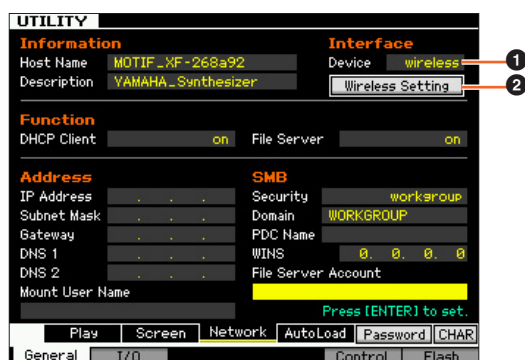 UTILITY
Information Interface
Host Name MOTIF_XF-268a92 Device wireless 1
Description YAMAHA_Synthesizer Wireless Setting 2
Function
DHCP Client on File Server on
Address SMB
IP Address . . . Security workgroup
Subnet Mask . . . Domain WORKGROUP
Gateway . . . PDC Name
DNS 1 . . . WINS 0. 0. 0. 0
DNS 2 . . . File Server Account
Mount User Name
Press [ENTER] to set.
Play Screen Network AutoLoad Password CHAR
General I/O Control Flash